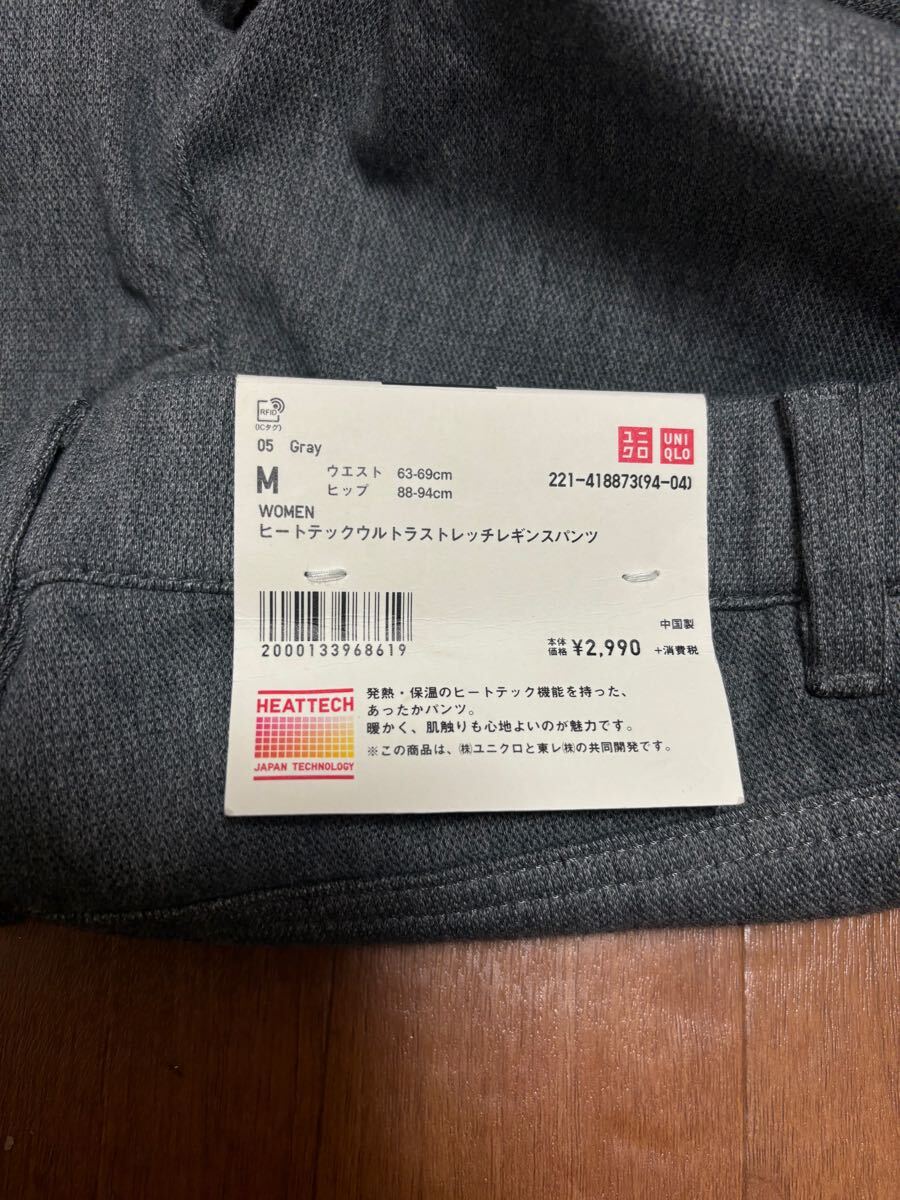 RFID
(ICタグ)
05 Gray
ユニクロ UNIQLO
M ウエスト 63-69cm
ヒップ 88-94cm
221-418873(94-04)
WOMEN
ヒートテックウルトラストレッチレギンスパンツ
2000133968619
中国製
本体価格 ¥2,990 +消費税
HEATTECH
JAPAN TECHNOLOGY
発熱・保温のヒートテック機能を持った、
あったかパンツ。
暖かく、肌触りも心地よいのが魅力です。
※この商品は、㈱ユニクロと東レ㈱の共同開発です。